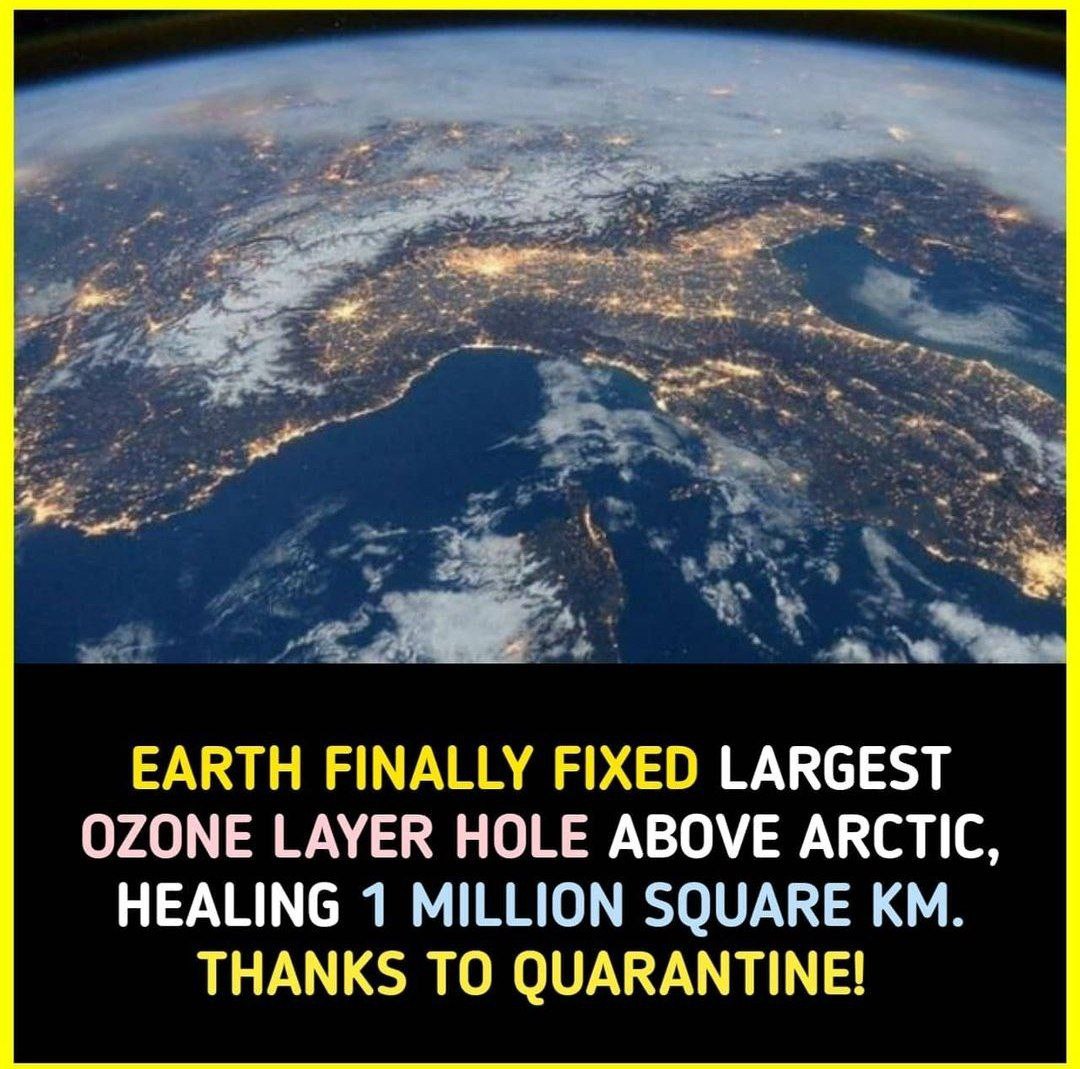 EARTH FINALLY FIXED LARGEST
OZONE LAYER HOLE ABOVE ARCTIC,
HEALING 1 MILLION SQUARE KM.
THANKS TO QUARANTINE!